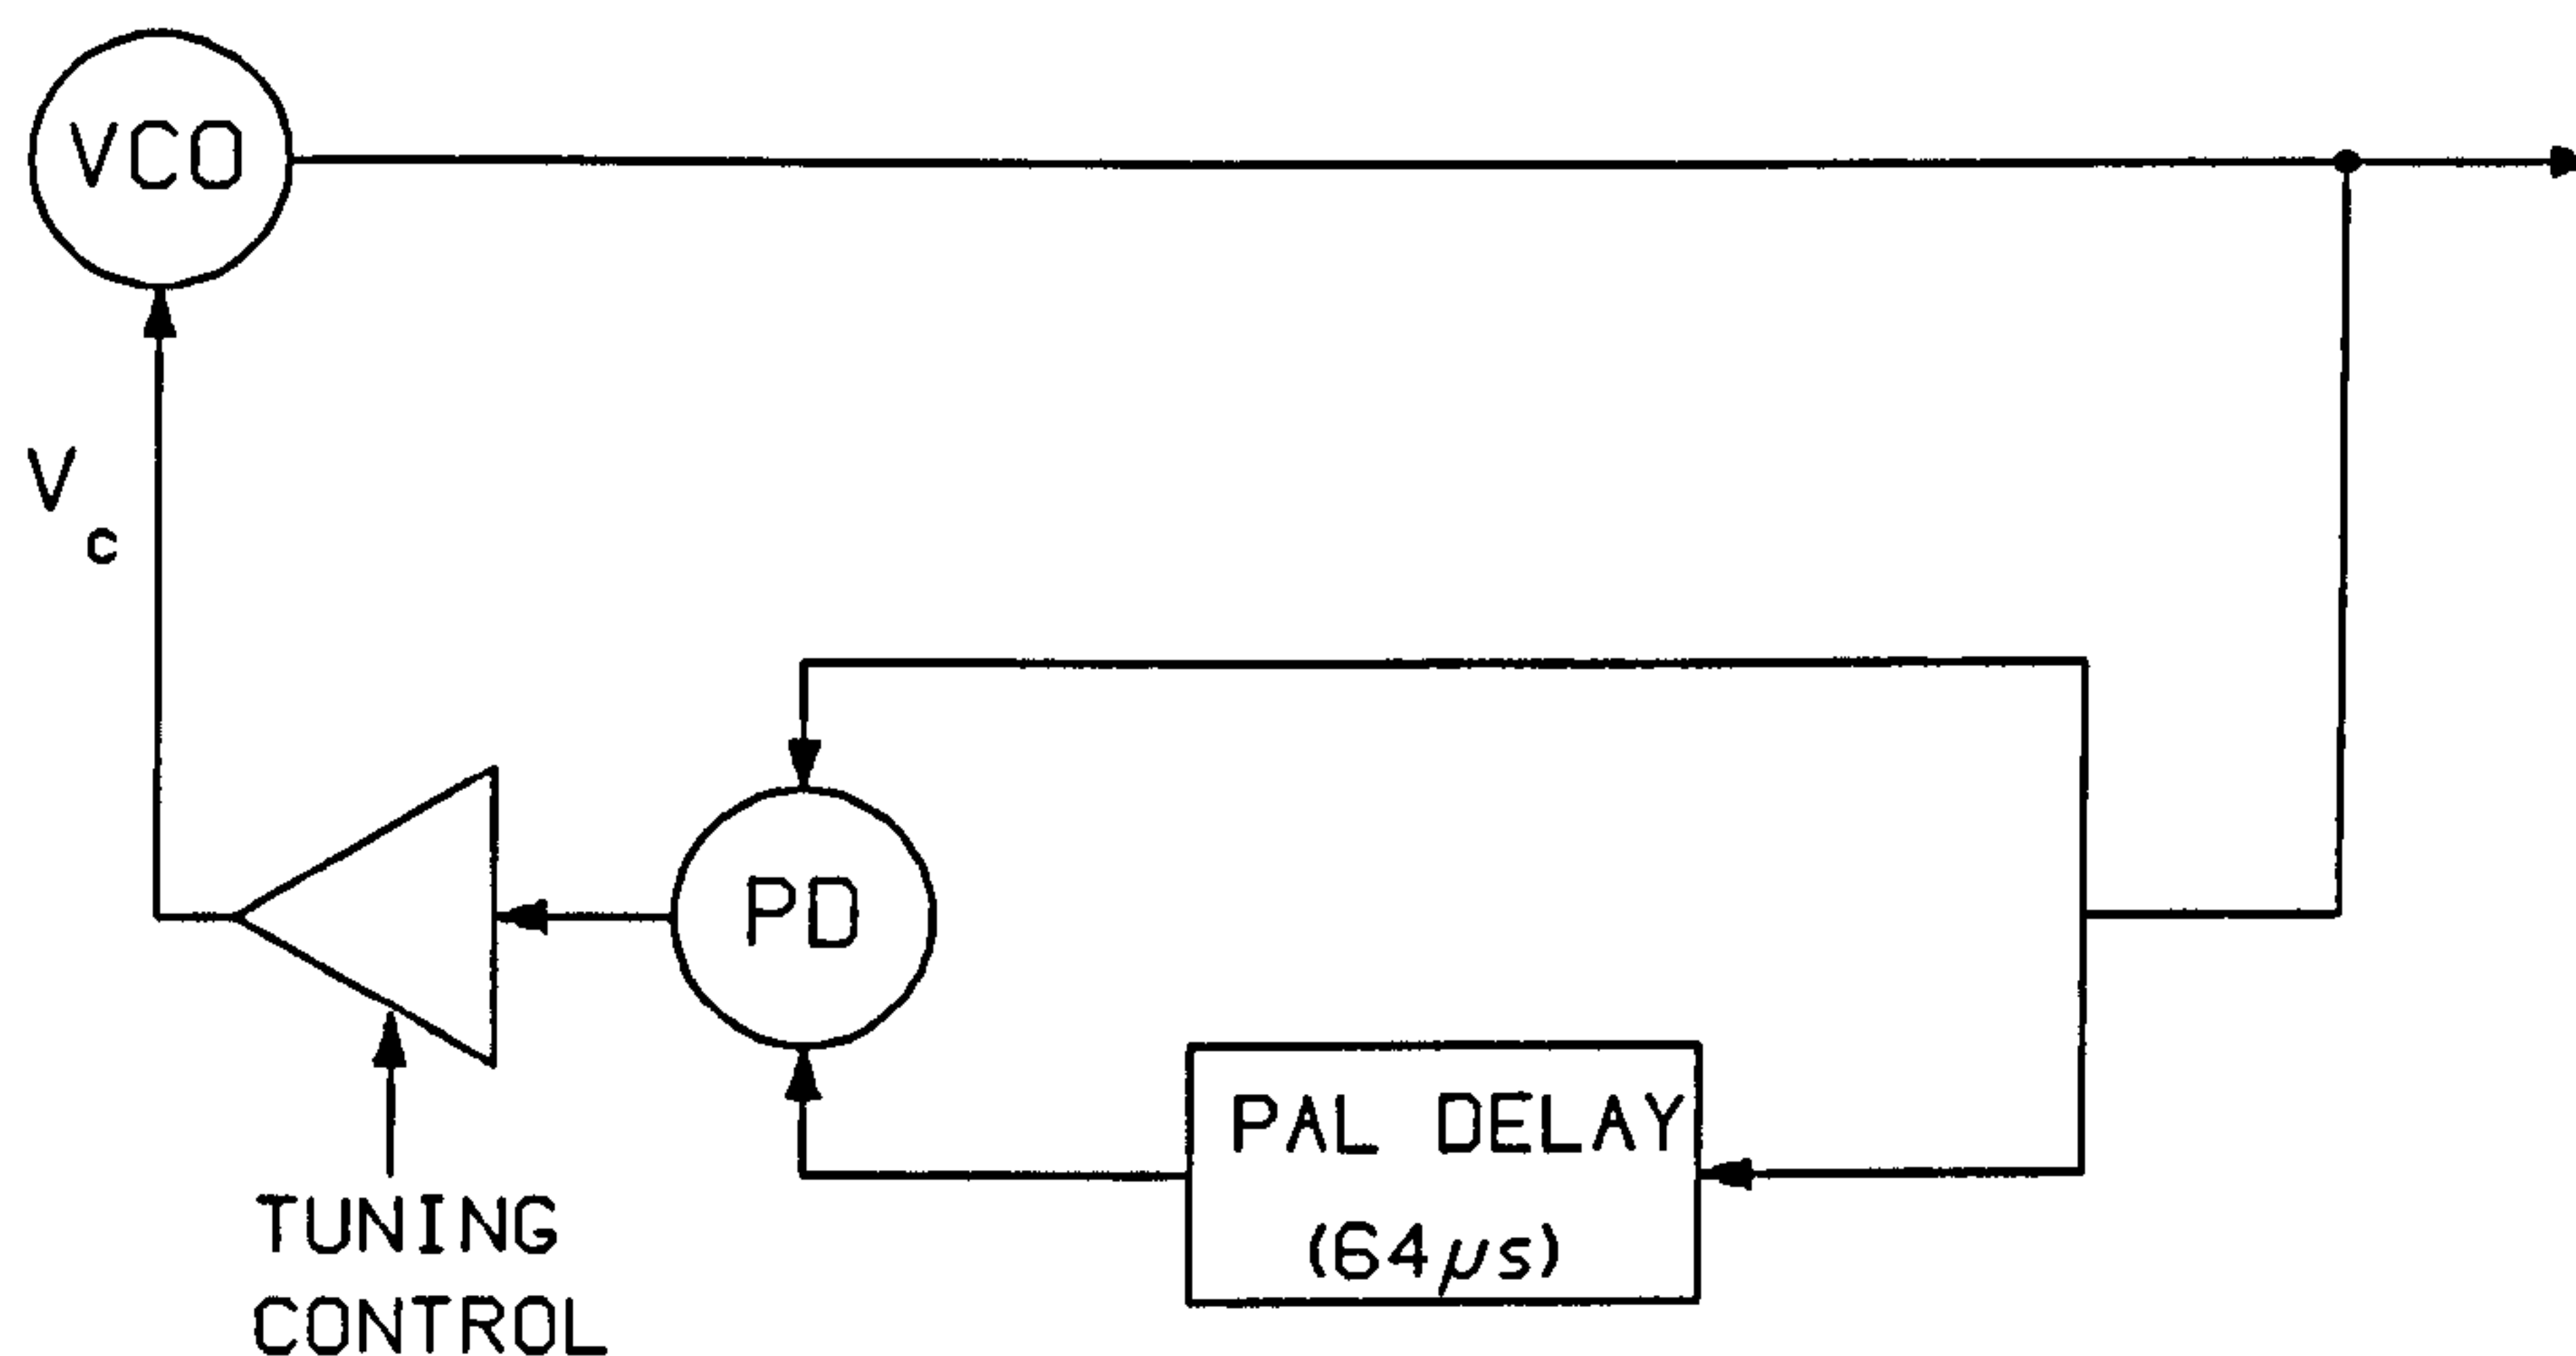 VCO
V
c
PD
PAL DELAY
(64µs)
TUNING
CONTROL